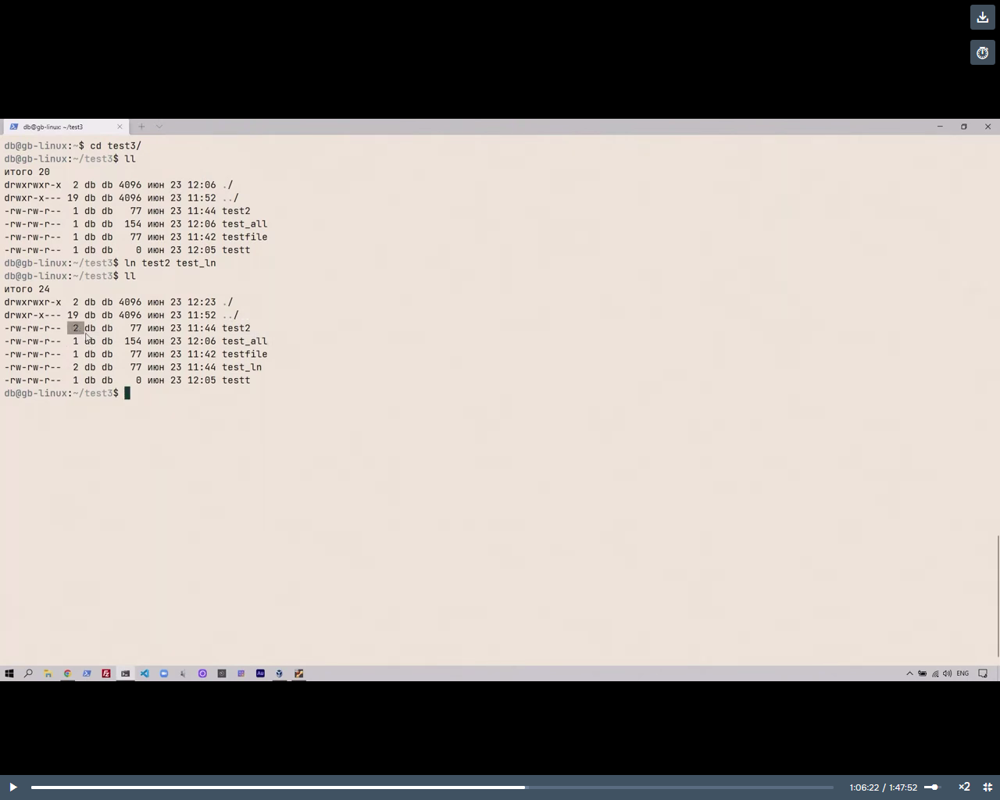 db@gb-linux: ~/test3
db@gb-linux:~$ cd test3/
db@gb-linux:~/test3$ ll
итого 20
drwxrwxr-x  2 db db 4096 июн 23 12:06 ./
drwxr-x--- 19 db db 4096 июн 23 11:52 ../
-rw-rw-r--  1 db db   77 июн 23 11:44 test2
-rw-rw-r--  1 db db  154 июн 23 12:06 test_all
-rw-rw-r--  1 db db   77 июн 23 11:42 testfile
-rw-rw-r--  1 db db    0 июн 23 12:05 testt
db@gb-linux:~/test3$ ln test2 test_ln
db@gb-linux:~/test3$ ll
итого 24
drwxrwxr-x  2 db db 4096 июн 23 12:23 ./
drwxr-x--- 19 db db 4096 июн 23 11:52 ../
-rw-rw-r--  2 db db   77 июн 23 11:44 test2
-rw-rw-r--  1 db db  154 июн 23 12:06 test_all
-rw-rw-r--  1 db db   77 июн 23 11:42 testfile
-rw-rw-r--  2 db db   77 июн 23 11:44 test_ln
-rw-rw-r--  1 db db    0 июн 23 12:05 testt
db@gb-linux:~/test3$
Au
ENG
1:06:22 / 1:47:52
×2